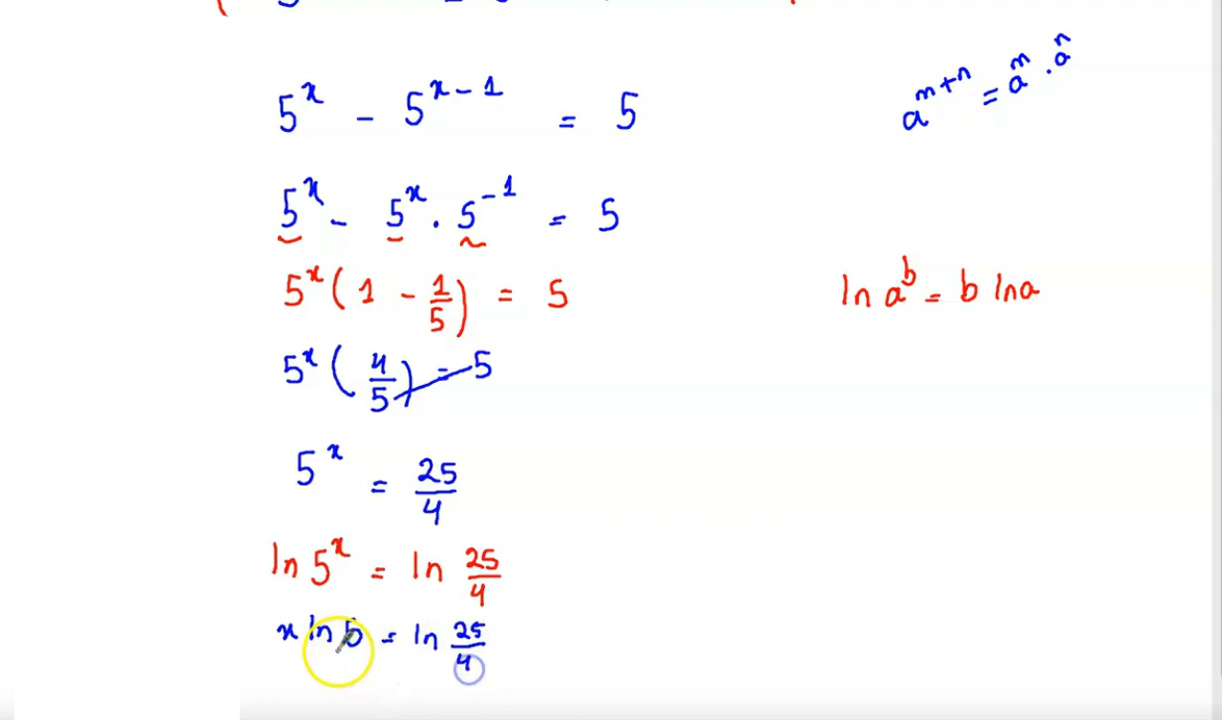 5^x - 5^{x-1} = 5
a^{m+n} = a^m . a^n
5^x - 5^x . 5^{-1} = 5
5^x (1 - 1/5) = 5
ln a^b = b ln a
5^x (4/5) = 5
5^x = 25/4
ln 5^x = ln 25/4
x ln 5 = ln 25/4